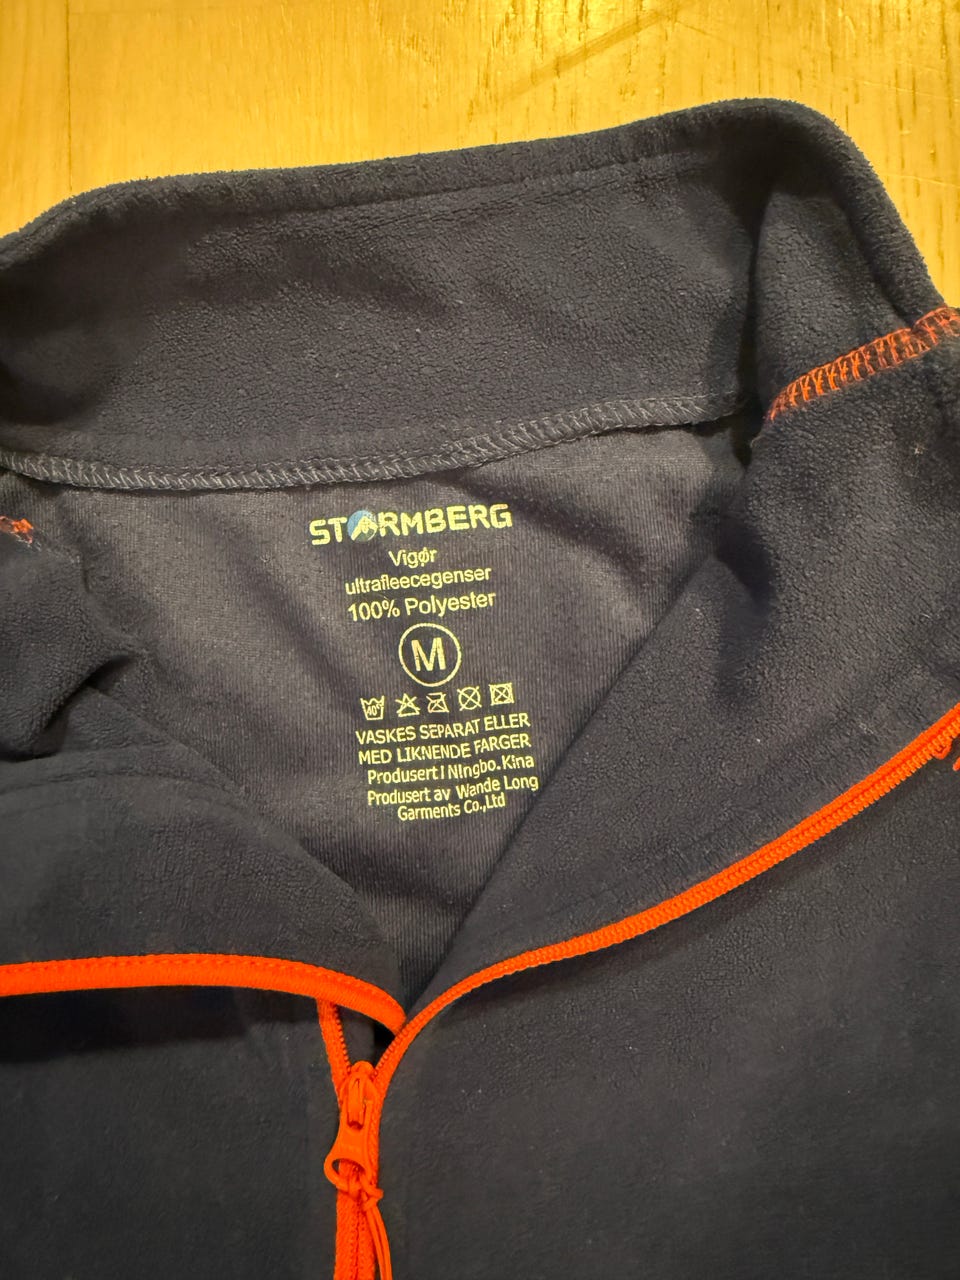 STORMBERG
Vigør
ultrafleecegenser
100% Polyester
M
40°
VASKES SEPARAT ELLER
MED LIKNENDE FARGER
Produsert i Ningbo.Kina
Produsert av Wande Long
Garments Co.,Ltd